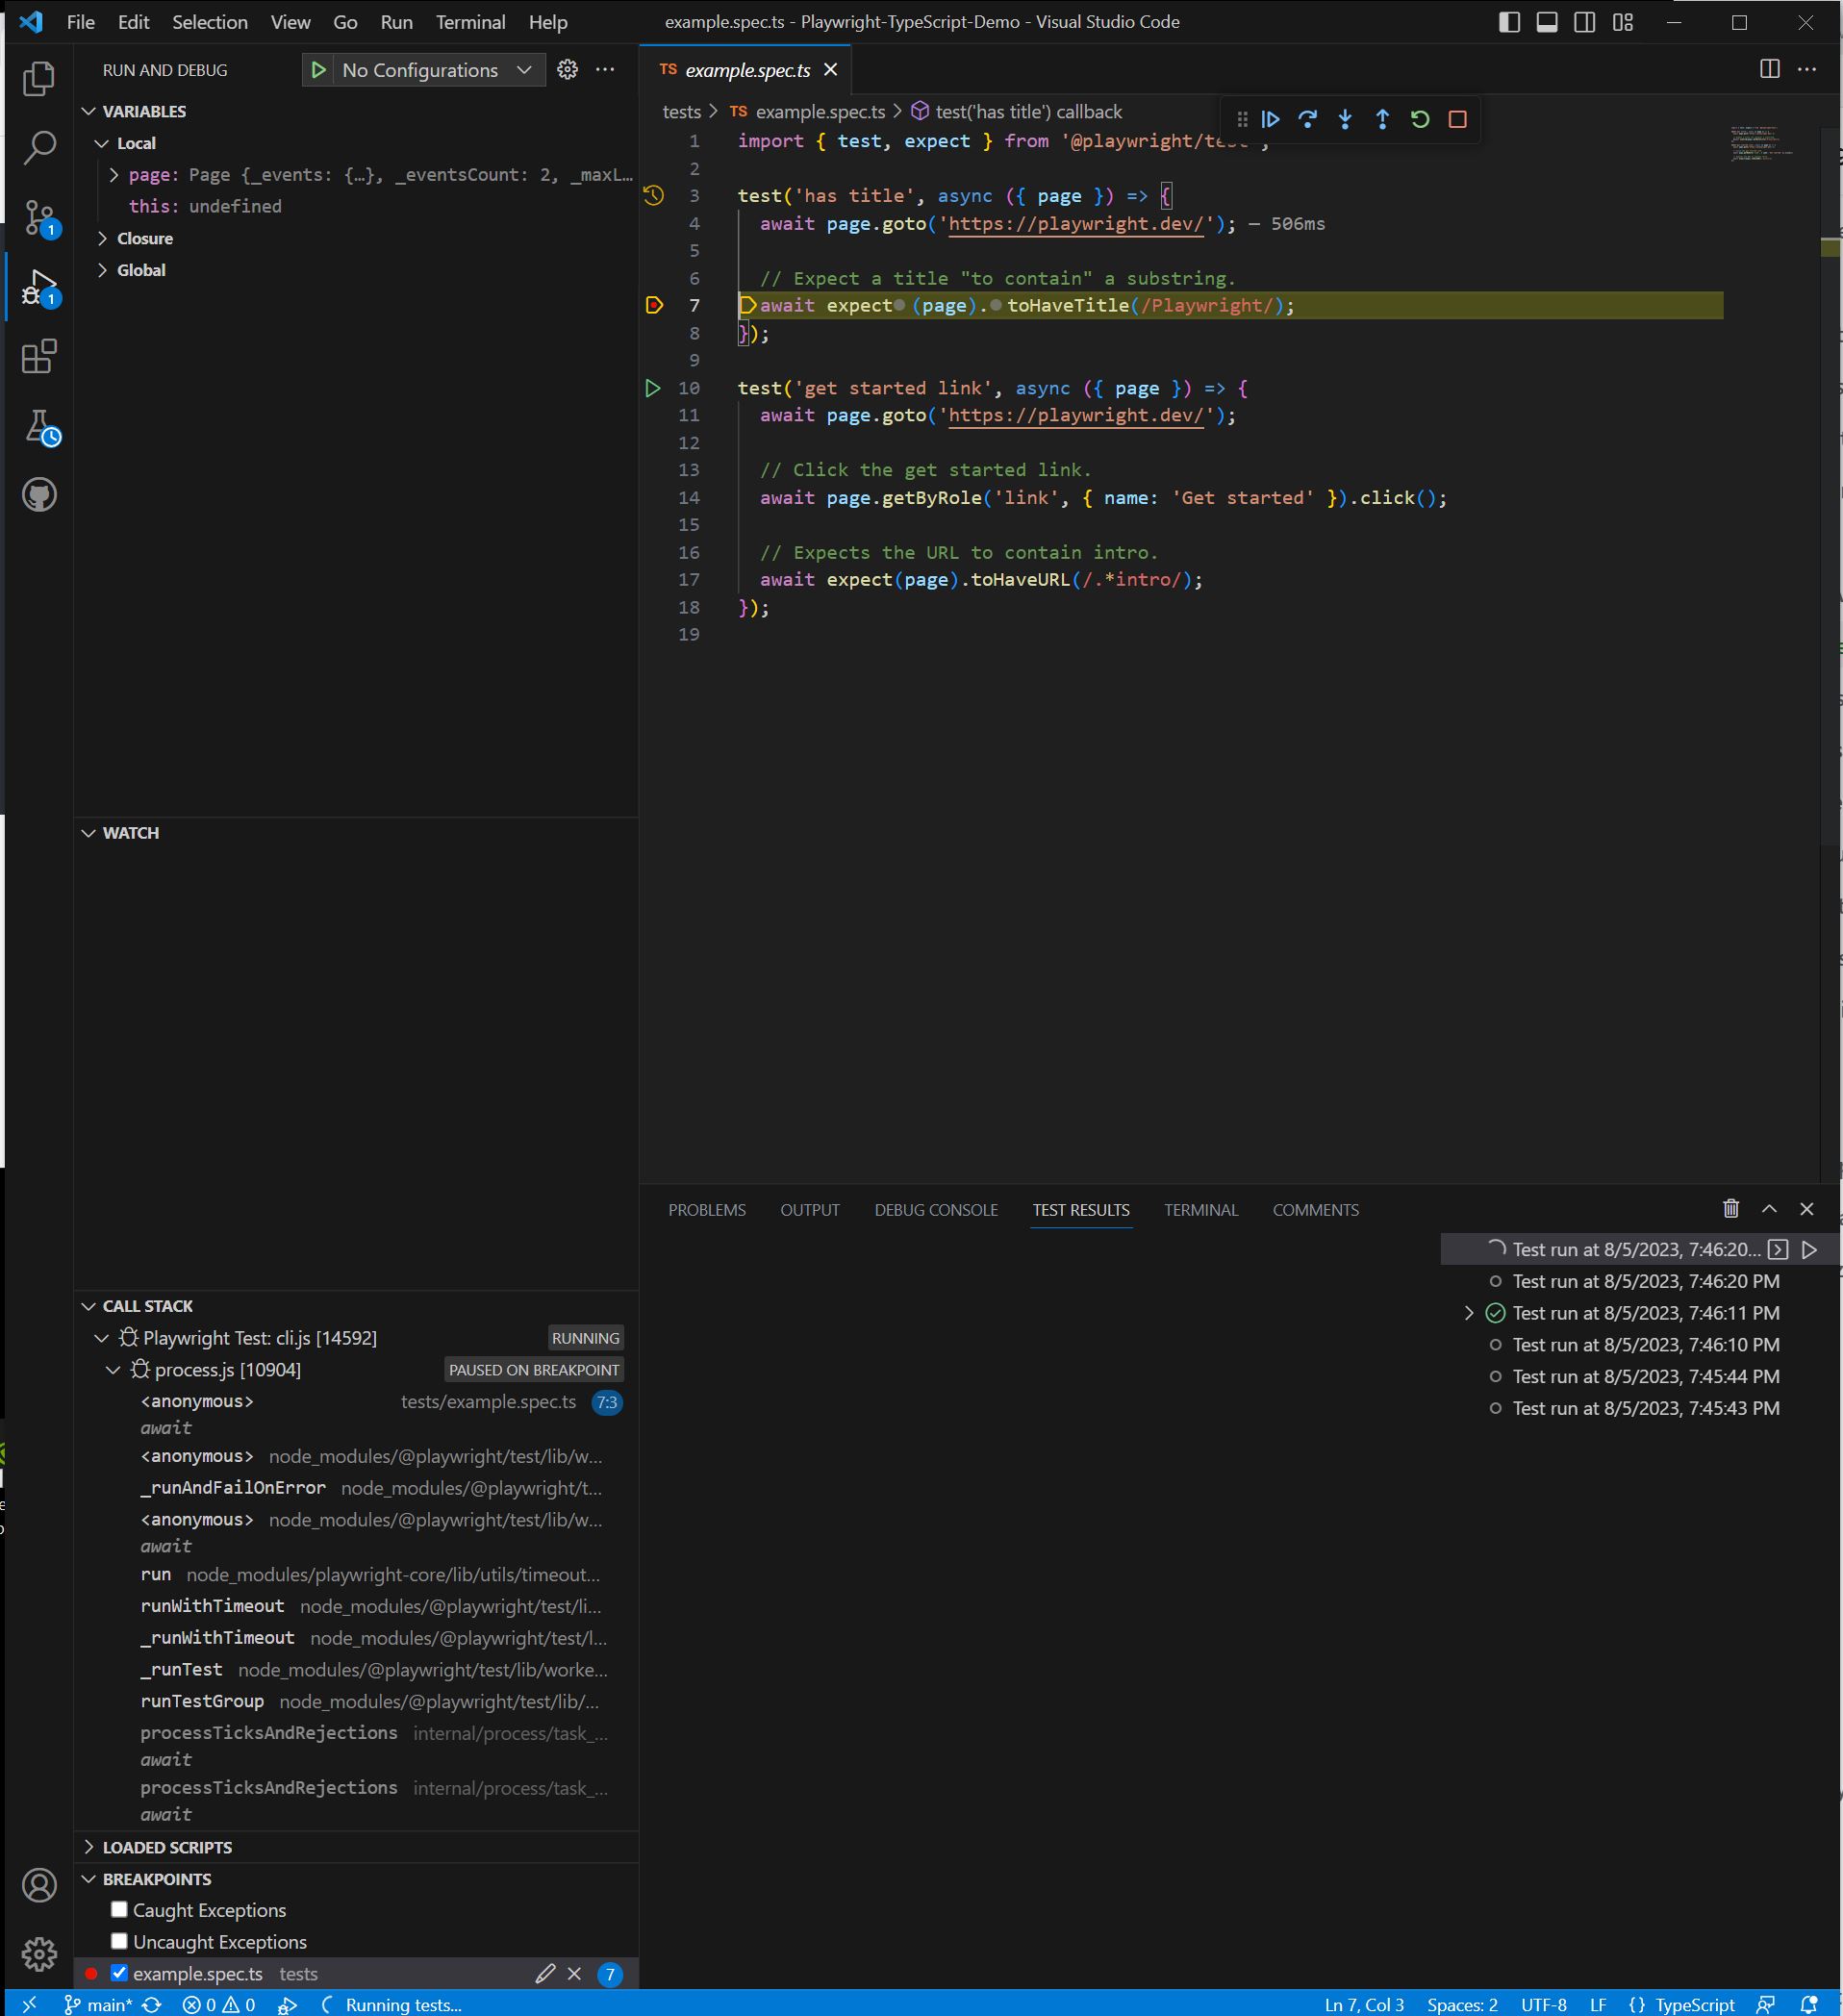 File Edit Selection View Go Run Terminal Help
example.spec.ts - Playwright-TypeScript-Demo - Visual Studio Code
RUN AND DEBUG
No Configurations
VARIABLES
Local
page: Page {_events: {…}, _eventsCount: 2, _maxL…
this: undefined
Closure
Global
1
1
WATCH
CALL STACK
Playwright Test: cli.js [14592] RUNNING
process.js [10904] PAUSED ON BREAKPOINT
<anonymous> tests/example.spec.ts 7:3
await
<anonymous> node_modules/@playwright/test/lib/w...
_runAndFailOnError node_modules/@playwright/t...
<anonymous> node_modules/@playwright/test/lib/w...
await
run node_modules/playwright-core/lib/utils/timeout...
runWithTimeout node_modules/@playwright/test/li...
_runWithTimeout node_modules/@playwright/test/l...
_runTest node_modules/@playwright/test/lib/worke...
runTestGroup node_modules/@playwright/test/lib/...
processTicksAndRejections internal/process/task_...
await
processTicksAndRejections internal/process/task_...
await
LOADED SCRIPTS
BREAKPOINTS
Caught Exceptions
Uncaught Exceptions
example.spec.ts tests 7
TS example.spec.ts
tests > TS example.spec.ts > test('has title') callback
1 import { test, expect } from '@playwright/test';
2
3 test('has title', async ({ page }) => {
4 await page.goto('https://playwright.dev/'); — 506ms
5
6 // Expect a title "to contain" a substring.
7 await expect(page).toHaveTitle(/Playwright/);
8 });
9
10 test('get started link', async ({ page }) => {
11 await page.goto('https://playwright.dev/');
12
13 // Click the get started link.
14 await page.getByRole('link', { name: 'Get started' }).click();
15
16 // Expects the URL to contain intro.
17 await expect(page).toHaveURL(/.*intro/);
18 });
19
PROBLEMS OUTPUT DEBUG CONSOLE TEST RESULTS TERMINAL COMMENTS
Test run at 8/5/2023, 7:46:20...
Test run at 8/5/2023, 7:46:20 PM
Test run at 8/5/2023, 7:46:11 PM
Test run at 8/5/2023, 7:46:10 PM
Test run at 8/5/2023, 7:45:44 PM
Test run at 8/5/2023, 7:45:43 PM
main* 0 0 Running tests... Ln 7, Col 3 Spaces: 2 UTF-8 LF {} TypeScript